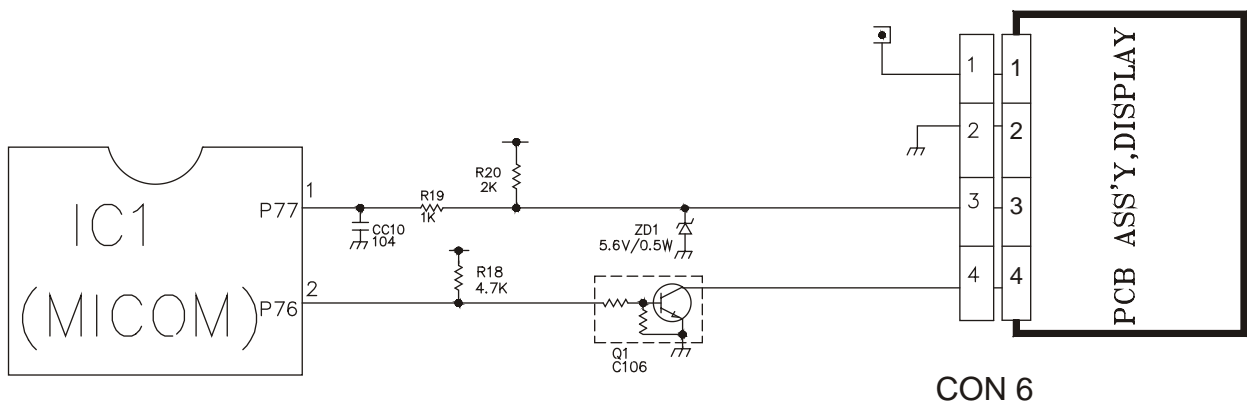 IC1
(MICOM)
P77
1
P76
2
CC10
104
R19
1K
R20
2K
R18
4.7K
ZD1
5.6V/0.5W
Q1
C106
1 1
2 2
3 3
4 4
PCB ASS'Y,DISPLAY
CON 6